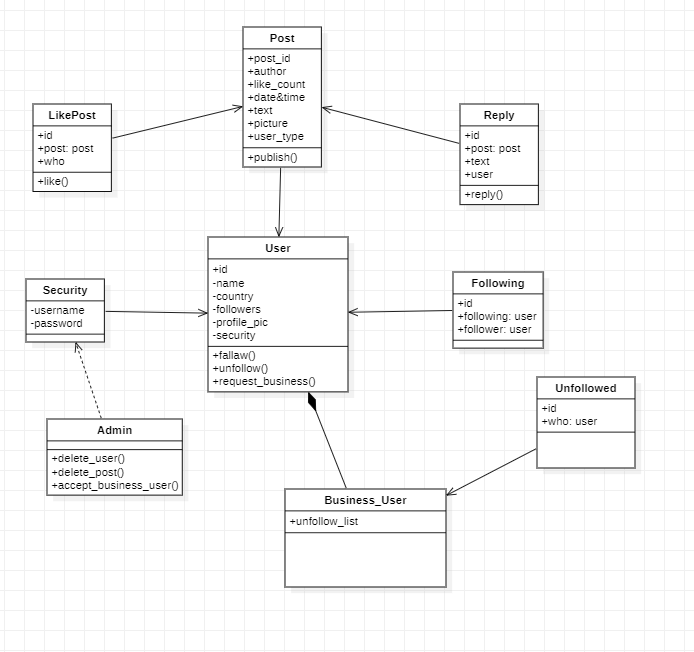 Post
+post_id
+author
+like_count
+date&time
+text
+picture
+user_type
+publish()
LikePost
+id
+post: post
+who
+like()
Reply
+id
+post: post
+text
+user
+reply()
User
+id
-name
-country
-followers
-profile_pic
-security
+fallaw()
+unfollow()
+request_business()
Security
-username
-password
Following
+id
+following: user
+follower: user
Unfollowed
+id
+who: user
Admin
+delete_user()
+delete_post()
+accept_business_user()
Business_User
+unfollow_list